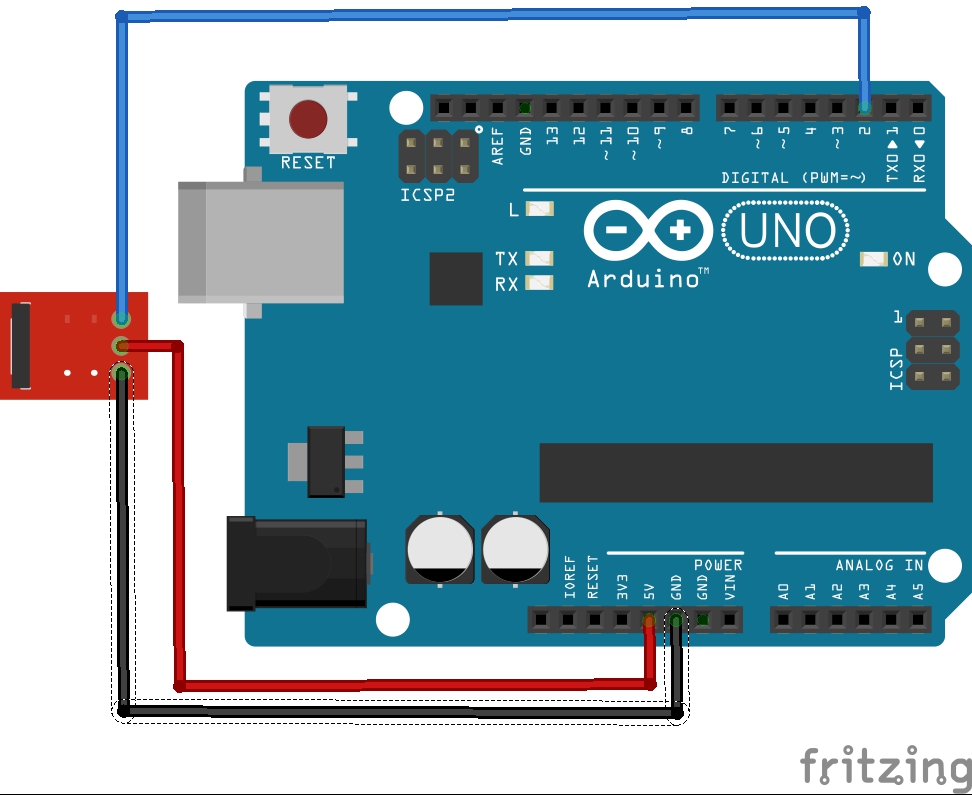 RESET
ICSP2
AREF
GND
13
12
~11
~10
~9
8
7
~6
~5
4
~3
2
TX0▶1
RX0◀0
DIGITAL (PWM=~)
L
TX
RX
Arduino™
UNO
ON
1
ICSP
IOREF
RESET
3V3
5V
GND
GND
VIN
POWER
ANALOG IN
A0
A1
A2
A3
A4
A5
fritzing